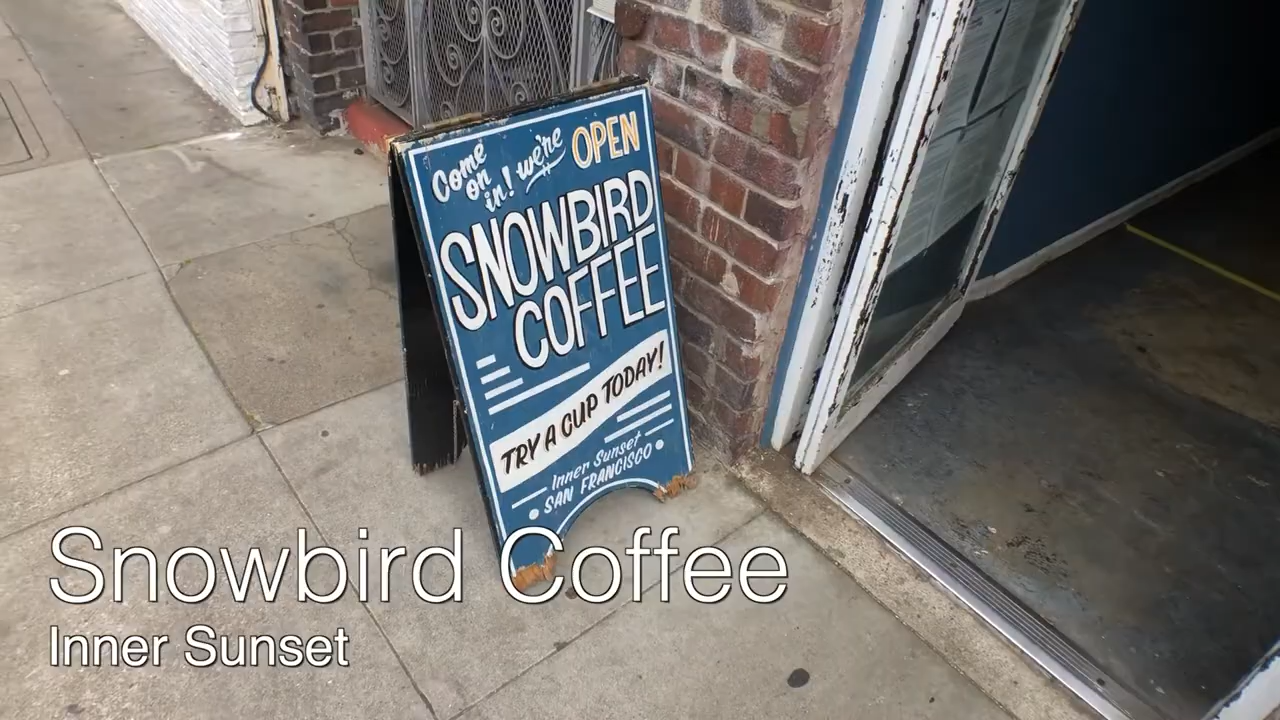 Come on in! we're OPEN
SNOWBIRD
COFFEE
TRY A CUP TODAY!
Inner Sunset
SAN FRANCISCO
Snowbird Coffee
Inner Sunset